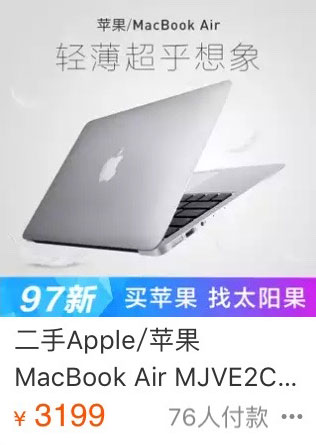 苹果/MacBook Air
轻薄超乎想象
97新 买苹果 找太阳果
二手Apple/苹果
MacBook Air MJVE2C...
¥ 3199 76人付款 ···